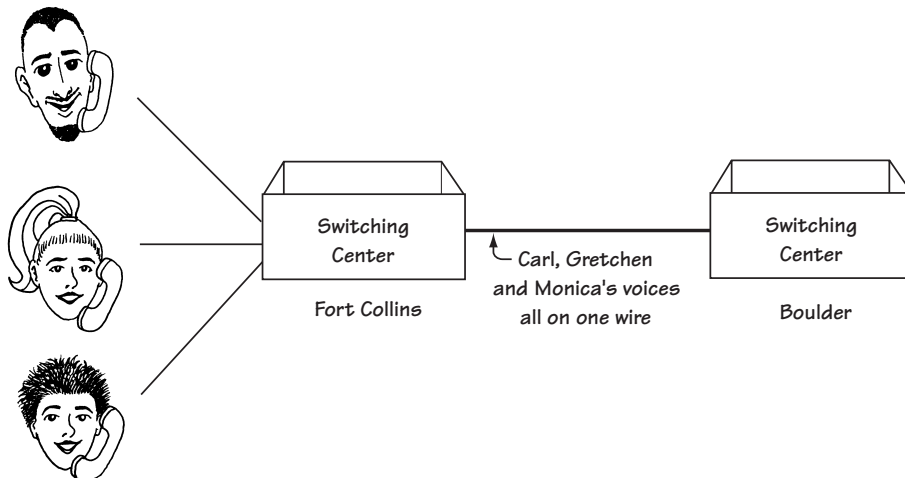 Switching
Center
Fort Collins
Carl, Gretchen
and Monica's voices
all on one wire
Switching
Center
Boulder